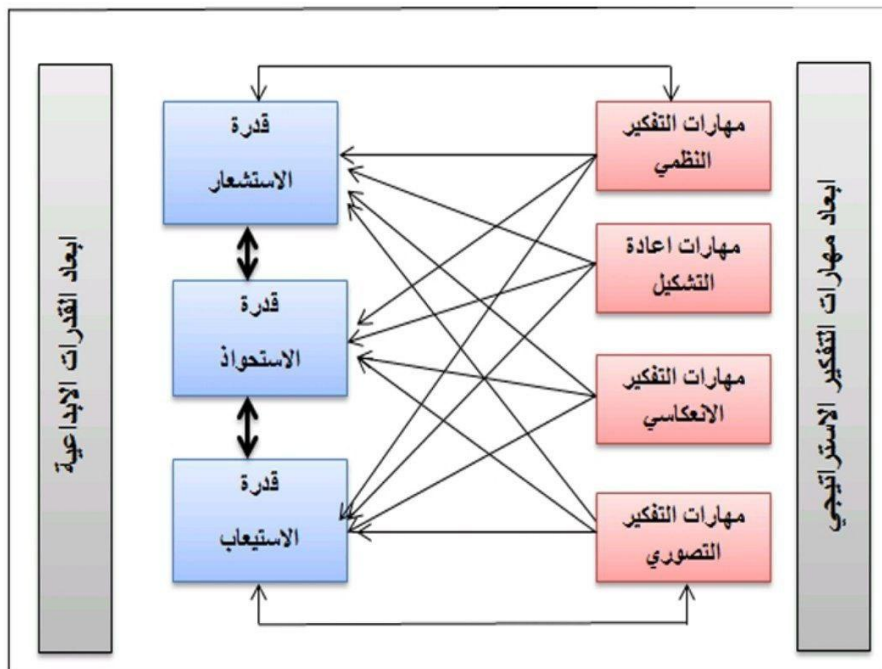 ابعاد مهارات التفكير الاستراتيجي
مهارات التفكير
النظمي
مهارات اعادة
التشكيل
مهارات التفكير
الانعكاسي
مهارات التفكير
التصوري
قدرة
الاستشعار
قدرة
الاستحواذ
قدرة
الاستيعاب
ابعاد القدرات الابداعية